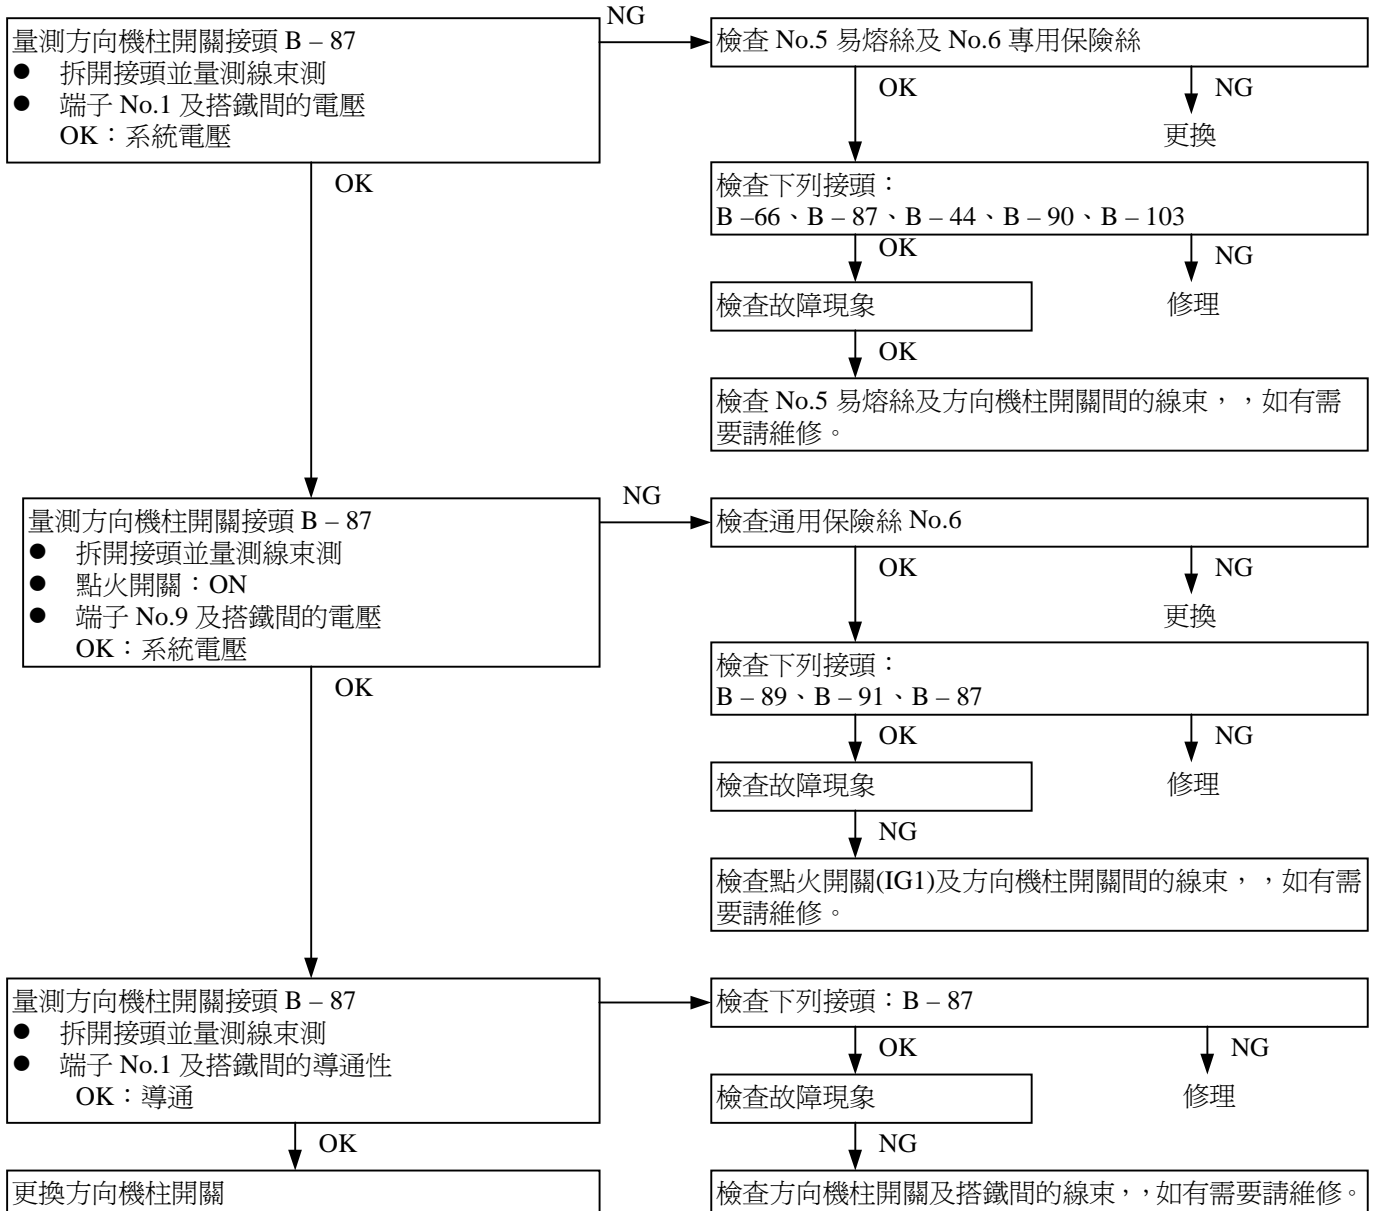 量測方向機柱開關接頭 B – 87
● 拆開接頭並量測線束測
● 端子 No.1 及搭鐵間的電壓
OK：系統電壓
NG
檢查 No.5 易熔絲及 No.6 專用保險絲
OK
NG
更換
OK
檢查下列接頭：
B –66、B – 87、B – 44、B – 90、B – 103
OK
NG
檢查故障現象
修理
OK
檢查 No.5 易熔絲及方向機柱開關間的線束，，如有需
要請維修。
量測方向機柱開關接頭 B – 87
● 拆開接頭並量測線束測
● 點火開關：ON
● 端子 No.9 及搭鐵間的電壓
OK：系統電壓
NG
檢查通用保險絲 No.6
OK
NG
更換
OK
檢查下列接頭：
B – 89、B – 91、B – 87
OK
NG
檢查故障現象
修理
NG
檢查點火開關(IG1)及方向機柱開關間的線束，，如有需
要請維修。
量測方向機柱開關接頭 B – 87
● 拆開接頭並量測線束測
● 端子 No.1 及搭鐵間的導通性
OK：導通
檢查下列接頭：B – 87
OK
NG
檢查故障現象
修理
OK
NG
更換方向機柱開關
檢查方向機柱開關及搭鐵間的線束，，如有需要請維修。